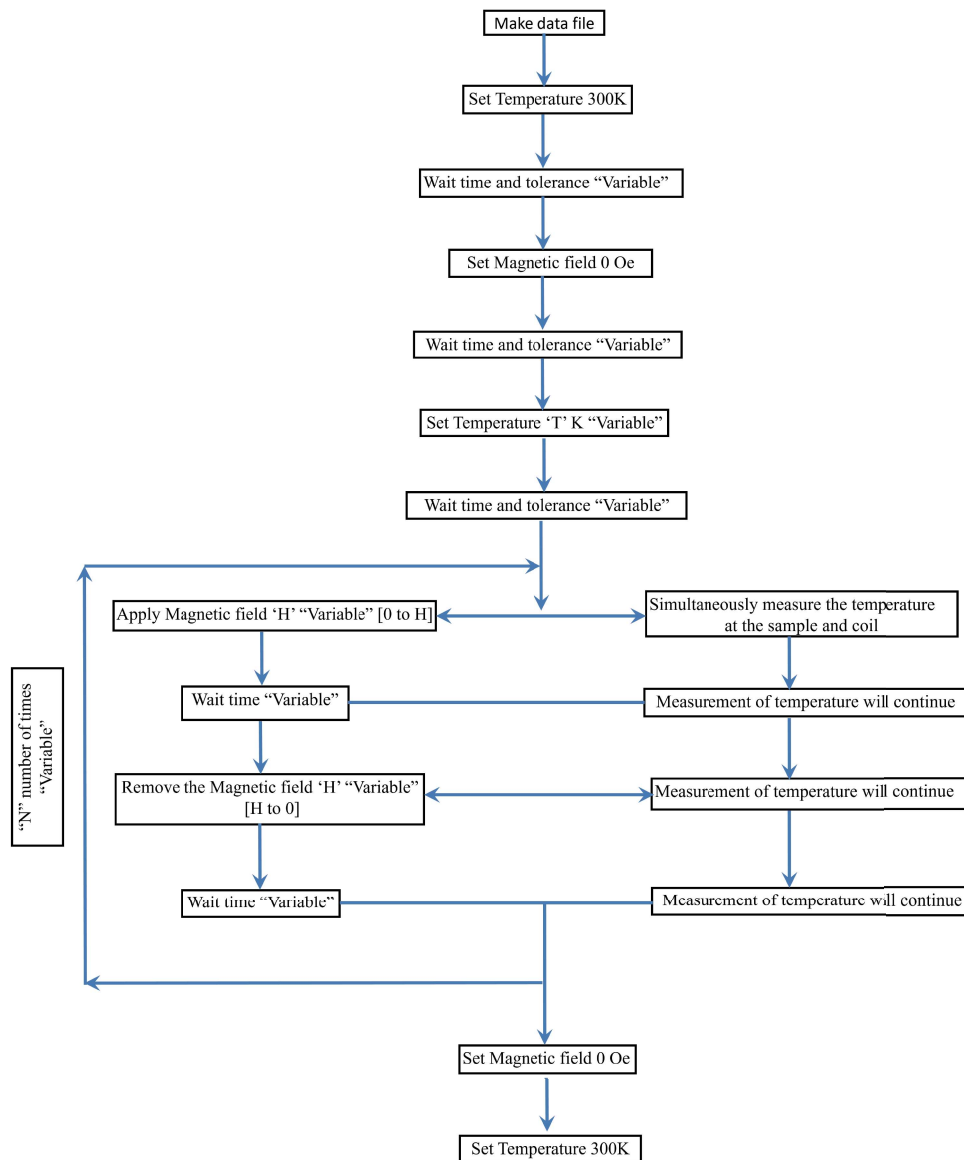 Make data file
Set Temperature 300K
Wait time and tolerance “Variable”
Set Magnetic field 0 Oe
Wait time and tolerance “Variable”
Set Temperature ‘T’ K “Variable”
Wait time and tolerance “Variable”
Apply Magnetic field ‘H’ “Variable” [0 to H]
Simultaneously measure the temperature
at the sample and coil
“N” number of times
“Variable”
Wait time “Variable”
Measurement of temperature will continue
Remove the Magnetic field ‘H’ “Variable”
[H to 0]
Measurement of temperature will continue
Wait time “Variable”
Measurement of temperature will continue
Set Magnetic field 0 Oe
Set Temperature 300K